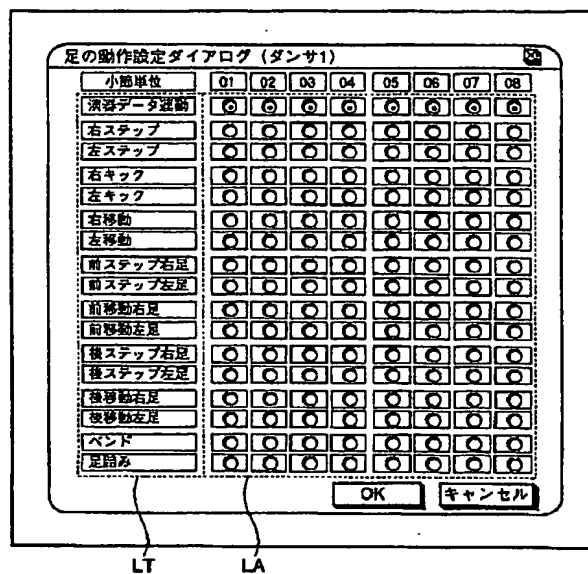 足の動作設定ダイアログ (ダンサ1)
小節単位 01 02 03 04 05 06 07 08
演奏データ連動
右ステップ
左ステップ
右キック
左キック
右移動
左移動
前ステップ右足
前ステップ左足
前移動右足
前移動左足
後ステップ右足
後ステップ左足
後移動右足
後移動左足
ベンド
足踏み
OK キャンセル
LT LA